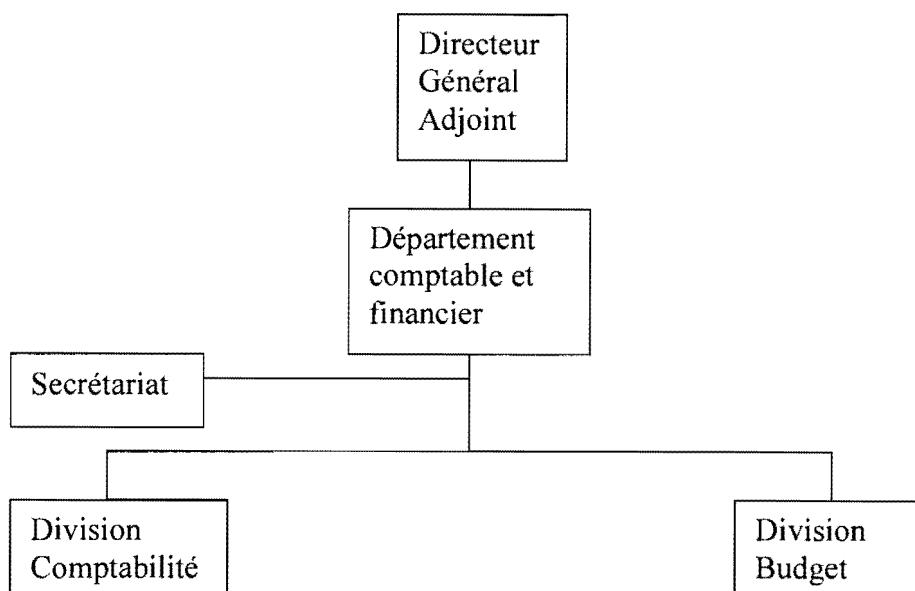 Directeur
Général
Adjoint
Département
comptable et
financier
Secrétariat
Division
Comptabilité
Division
Budget